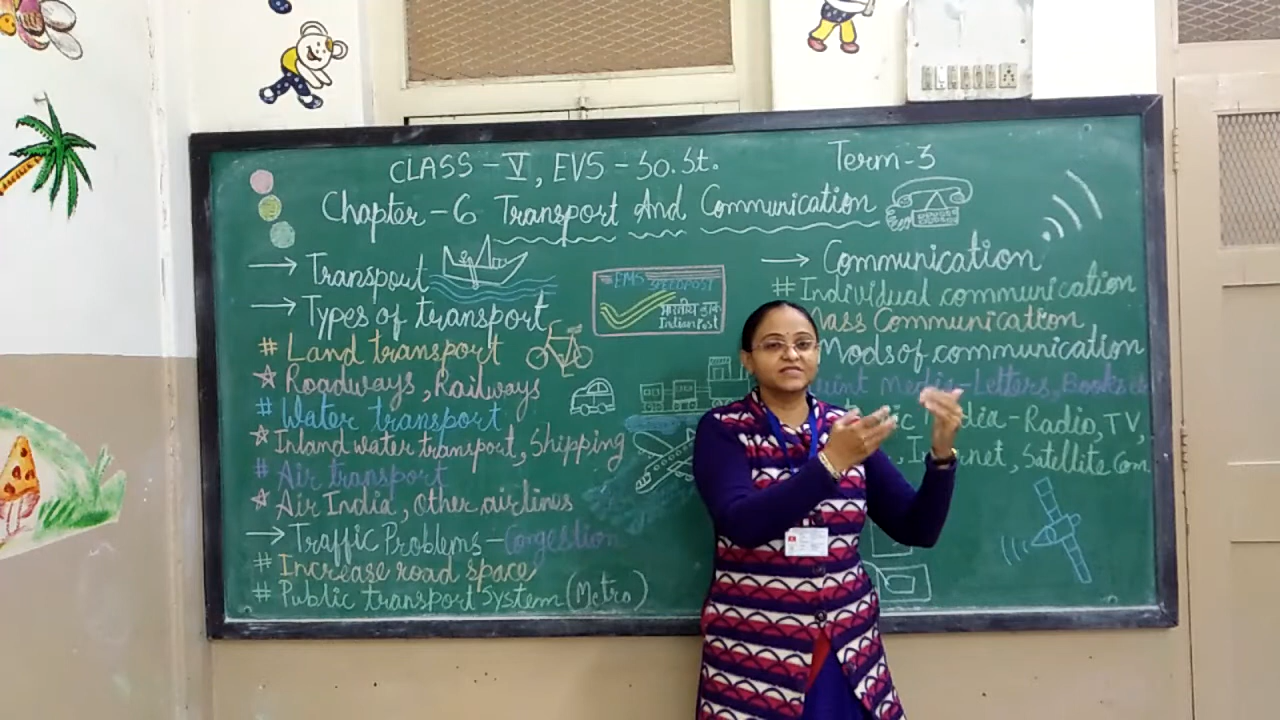 CLASS - V, EVS - So.St. Term-3
Chapter-6 Transport And Communication
→ Transport
→ Types of transport
# Land transport
☆ Roadways, Railways
# Water transport
☆ Inland water transport, Shipping
# Air transport
☆ Air India, Other airlines
→ Traffic Problems - Congestion
# Increase road space
# Public transport System (Metro)
EMS SPEEDPOST
भारतीय डाक
Indian Post
→ Communication
# Individual communication
Mass Communication
Mods of communication
Media - Letters, Books
- Radio, TV,
, Satellite Com